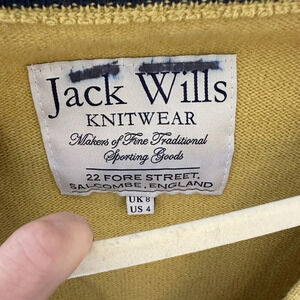 Jack Wills
KNITWEAR
Makers of Fine Traditional
Sporting Goods
22 FORE STREET,
SALCOMBE, ENGLAND
UK 8
US 4